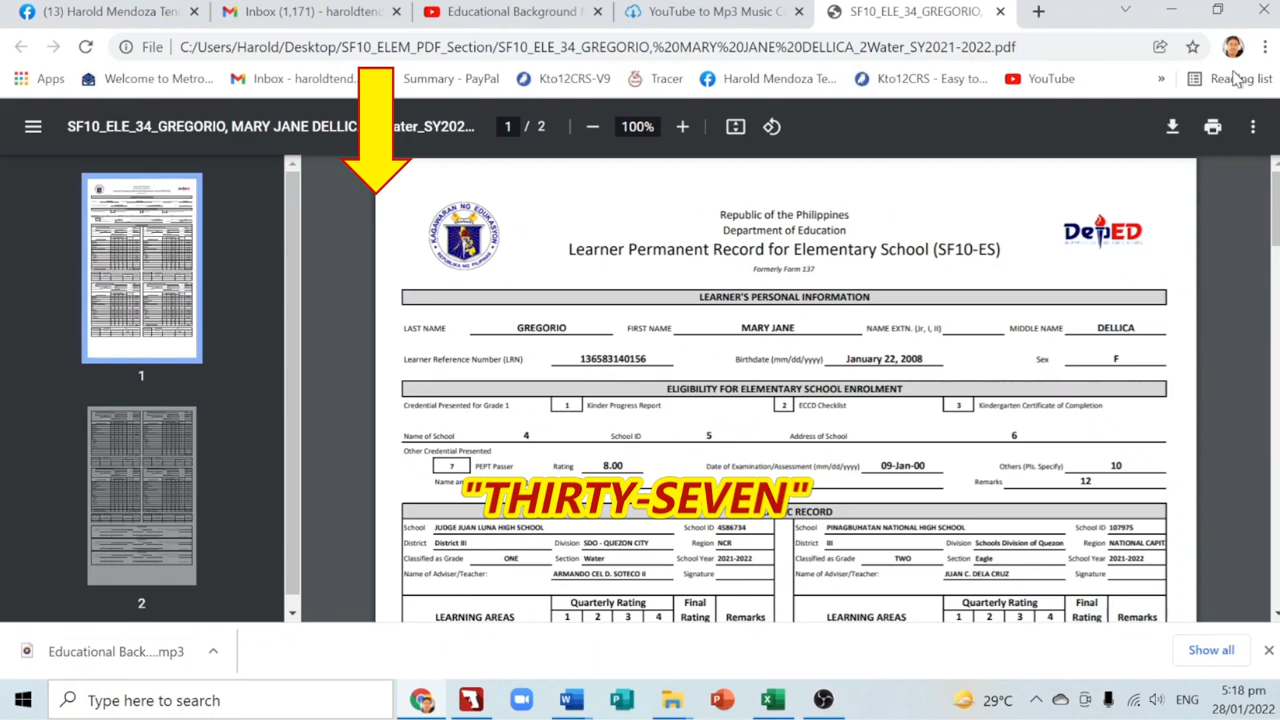 (13) Harold Mendoza Ten
Inbox (1,171) - haroldtend
Educational Background
YouTube to Mp3 Music C
SF10_ELE_34_GREGORIO,
File
C:/Users/Harold/Desktop/SF10_ELEM_PDF_Section/SF10_ELE_34_GREGORIO,%20MARY%20JANE%20DELLICA_2Water_SY2021-2022.pdf
Apps
Welcome to Metro...
Inbox - haroldtend
Summary - PayPal
Kto12CRS-V9
Tracer
Harold Mendoza Te...
Kto12CRS - Easy to...
YouTube
»
Reading list
SF10_ELE_34_GREGORIO, MARY JANE DELLIC Water_SY202...
1 / 2
100%
1
2
KAGAWARAN NG EDUKASYON
REPUBLIKA NG PILIPINAS
Republic of the Philippines
Department of Education
Learner Permanent Record for Elementary School (SF10-ES)
Formerly Form 137
DepED
LEARNER'S PERSONAL INFORMATION
LAST NAME GREGORIO FIRST NAME MARY JANE NAME EXTN. (Jr, I, II) MIDDLE NAME DELLICA
Learner Reference Number (LRN) 136583140156 Birthdate (mm/dd/yyyy) January 22, 2008 Sex F
ELIGIBILITY FOR ELEMENTARY SCHOOL ENROLMENT
Credential Presented for Grade 1 1 Kinder Progress Report 2 ECCD Checklist 3 Kindergarten Certificate of Completion
Name of School 4 School ID 5 Address of School 6
Other Credential Presented
7 PEPT Passer Rating 8.00 Date of Examination/Assessment (mm/dd/yyyy) 09-Jan-00 Others (Pls. Specify) 10
Name Remarks 12
"THIRTY-SEVEN"
RECORD
School JUDGE JUAN LUNA HIGH SCHOOL School ID 4586734
District District III Division SDO - QUEZON CITY Region NCR
Classified as Grade ONE Section Water School Year 2021-2022
Name of Adviser/Teacher: ARMANDO CEL D. SOTECO II Signature
LEARNING AREAS Quarterly Rating 1 2 3 4 Final Rating Remarks
School PINAGBUHATAN NATIONAL HIGH SCHOOL School ID 107975
District III Division Schools Division of Quezon Region NATIONAL CAPIT
Classified as Grade TWO Section Eagle School Year 2021-2022
Name of Adviser/Teacher: JUAN C. DELA CRUZ Signature
LEARNING AREAS Quarterly Rating 1 2 3 4 Final Rating Remarks
Educational Back....mp3
Show all
Type here to search
29°C
ENG
5:18 pm
28/01/2022